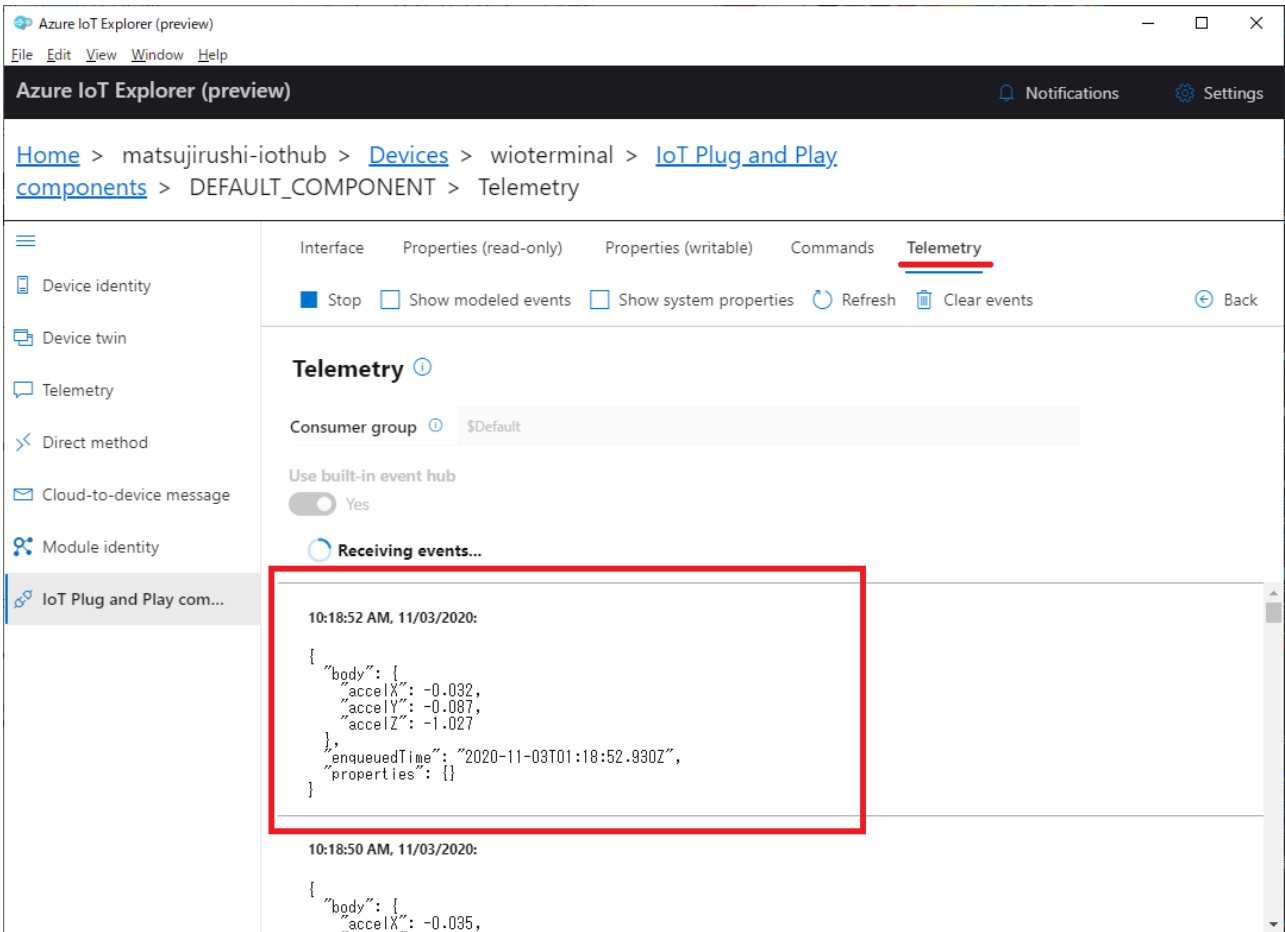 Azure IoT Explorer (preview)
File Edit View Window Help
Azure IoT Explorer (preview)
Notifications
Settings
Home > matsujirushi-iothub > Devices > wioterminal > IoT Plug and Play
components > DEFAULT_COMPONENT > Telemetry
Interface Properties (read-only) Properties (writable) Commands Telemetry
Stop Show modeled events Show system properties Refresh Clear events Back
Device identity
Device twin
Telemetry
Direct method
Cloud-to-device message
Module identity
IoT Plug and Play com...
Telemetry
Consumer group $Default
Use built-in event hub
Yes
Receiving events...
10:18:52 AM, 11/03/2020:
{
"body": {
"accelX": -0.032,
"accelY": -0.087,
"accelZ": -1.027
},
"enqueuedTime": "2020-11-03T01:18:52.930Z",
"properties": {}
}
10:18:50 AM, 11/03/2020:
{
"body": {
"accelX": -0.035,